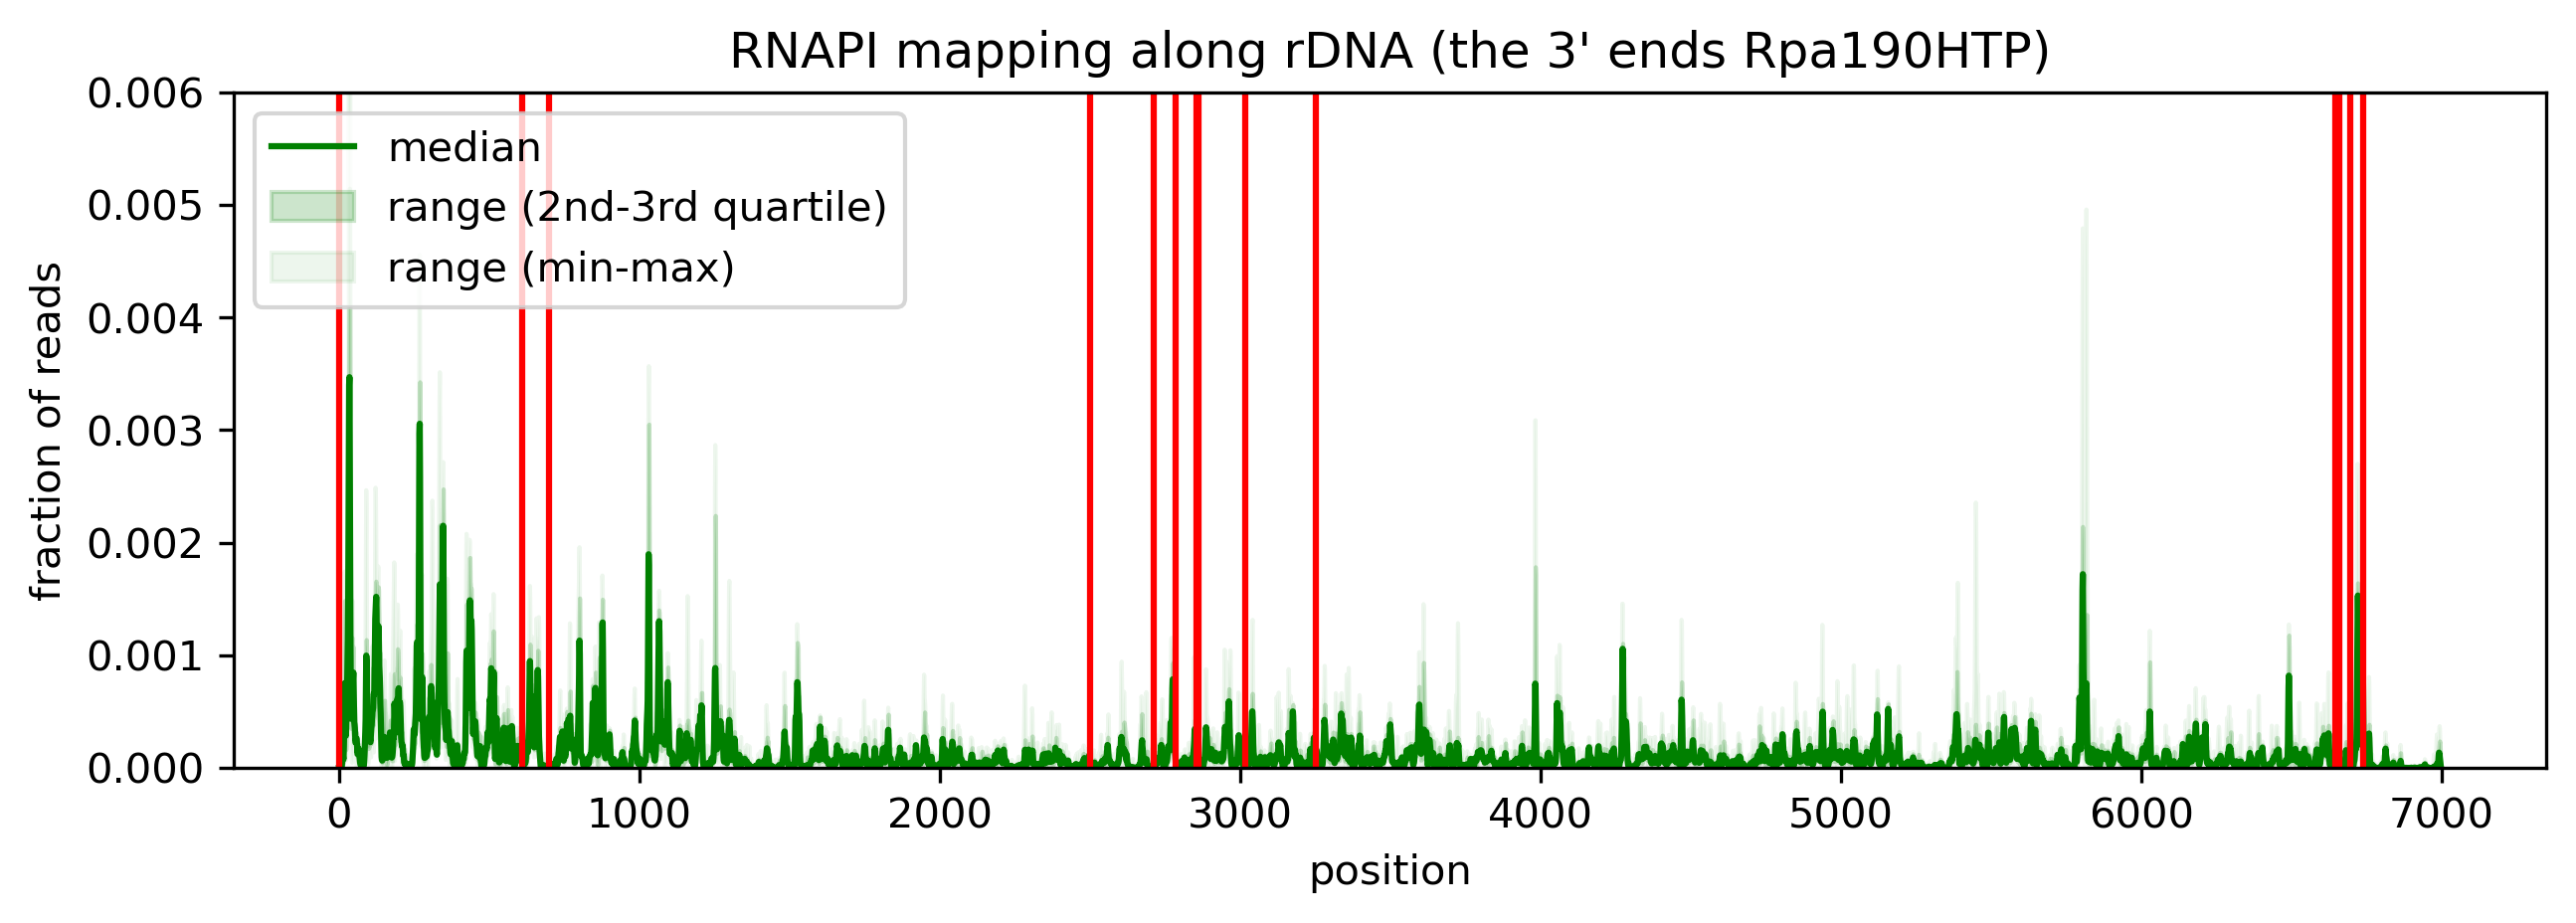 RNAPI mapping along rDNA (the 3' ends Rpa190HTP)
0.006
0.005
0.004
0.003
0.002
0.001
0.000
fraction of reads
median
range (2nd-3rd quartile)
range (min-max)
0 1000 2000 3000 4000 5000 6000 7000
position